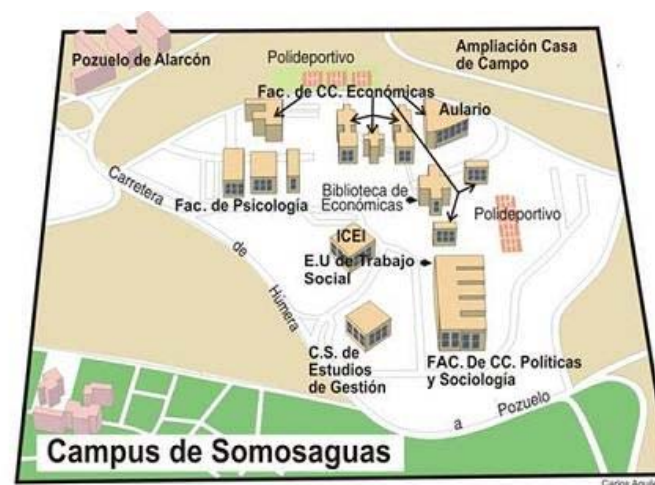 Pozuelo de Alarcón
Polideportivo
Ampliación Casa
de Campo
Fac. de CC. Económicas
Aulario
Carretera de Húmera a Pozuelo
Fac. de Psicología
Biblioteca de
Económicas
Polideportivo
ICEI
E.U de Trabajo
Social
C.S. de
Estudios
de Gestión
FAC. De CC. Políticas
y Sociología
Campus de Somosaguas
Carlos